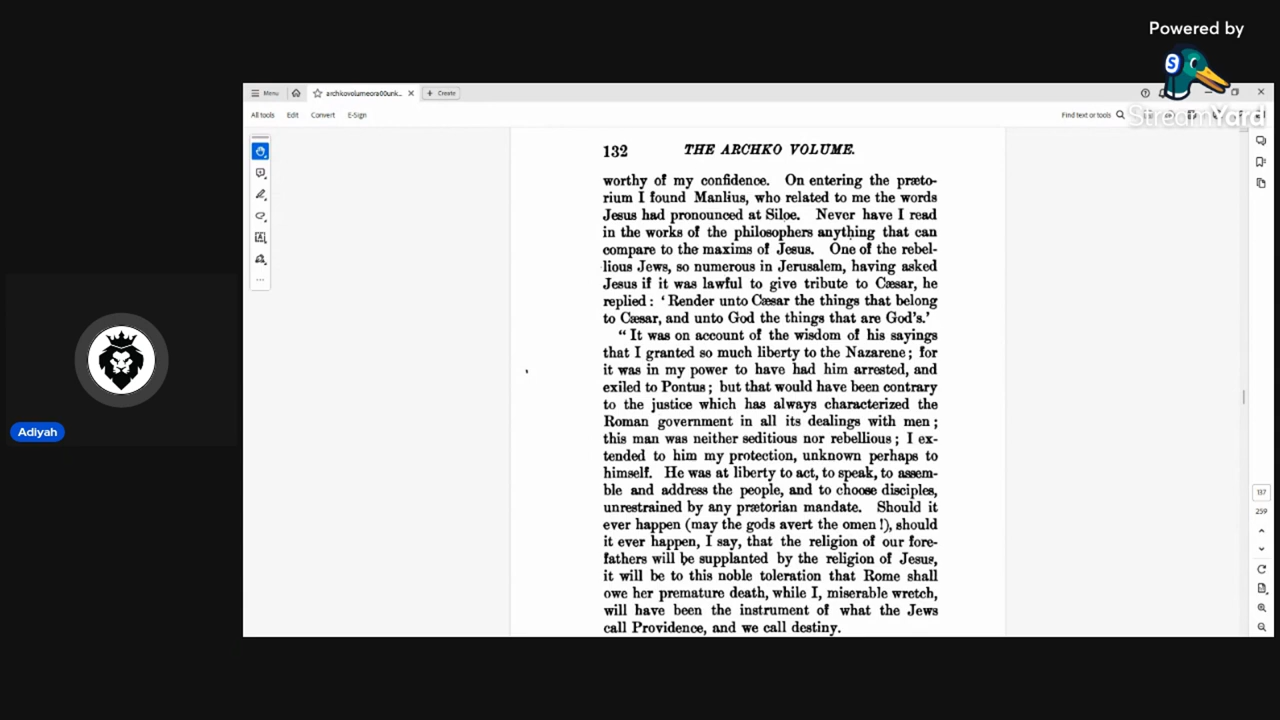 Powered by
S
StreamYard
Menu
archkovolumeora00unk...
+ Create
All tools
Edit
Convert
E-Sign
Find text or tools
132
THE ARCHKO VOLUME.
worthy of my confidence. On entering the præto-
rium I found Manlius, who related to me the words
Jesus had pronounced at Siloe. Never have I read
in the works of the philosophers anything that can
compare to the maxims of Jesus. One of the rebel-
lious Jews, so numerous in Jerusalem, having asked
Jesus if it was lawful to give tribute to Cæsar, he
replied: ‘Render unto Cæsar the things that belong
to Cæsar, and unto God the things that are God's.’
“It was on account of the wisdom of his sayings
that I granted so much liberty to the Nazarene; for
it was in my power to have had him arrested, and
exiled to Pontus; but that would have been contrary
to the justice which has always characterized the
Roman government in all its dealings with men;
this man was neither seditious nor rebellious; I ex-
tended to him my protection, unknown perhaps to
himself. He was at liberty to act, to speak, to assem-
ble and address the people, and to choose disciples,
unrestrained by any prætorian mandate. Should it
ever happen (may the gods avert the omen!), should
it ever happen, I say, that the religion of our fore-
fathers will be supplanted by the religion of Jesus,
it will be to this noble toleration that Rome shall
owe her premature death, while I, miserable wretch,
will have been the instrument of what the Jews
call Providence, and we call destiny.
Adiyah
137
259